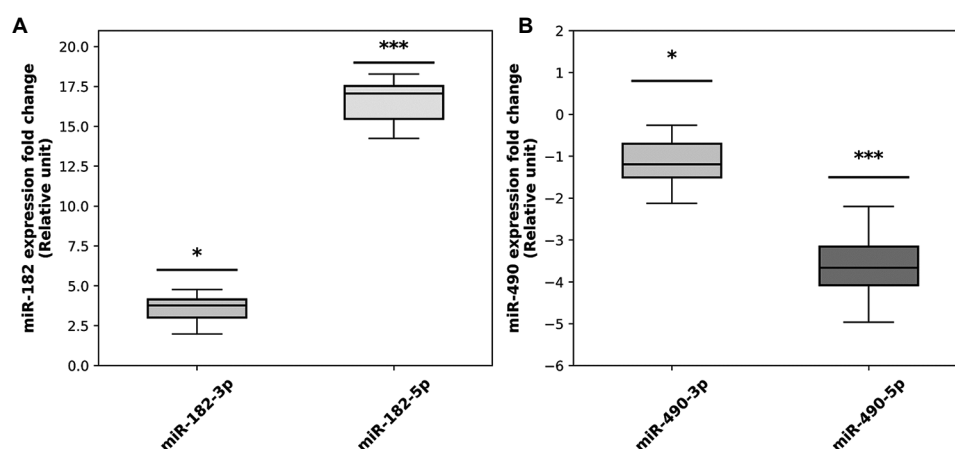 A
miR-182 expression fold change
(Relative unit)
20.0
17.5
15.0
12.5
10.0
7.5
5.0
2.5
0.0
*
***
miR-182-3p
miR-182-5p
B
miR-490 expression fold change
(Relative unit)
2
1
0
−1
−2
−3
−4
−5
−6
*
***
miR-490-3p
miR-490-5p